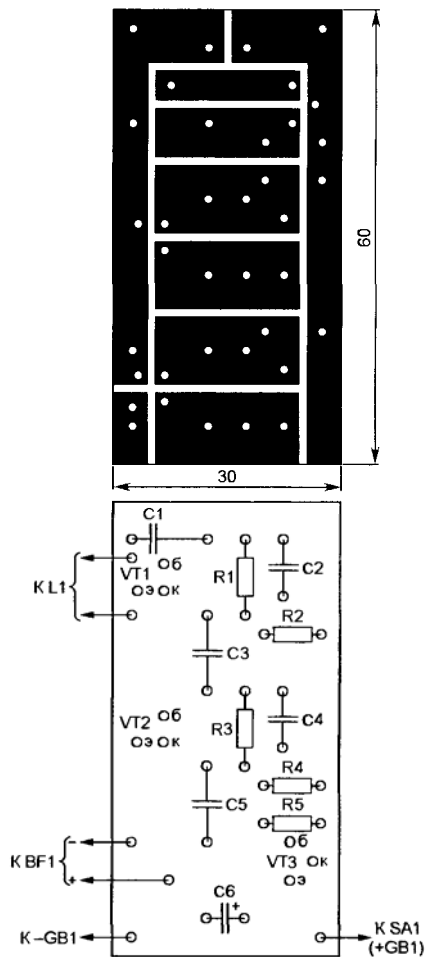 60
30
C1
VT1 б
э к
К L1
R1
C2
R2
C3
VT2 б
э к
R3
C4
R4
C5
R5
б
VT3 к
э
К BF1
–
+
C6
+
К –GB1
К SA1
(+GB1)